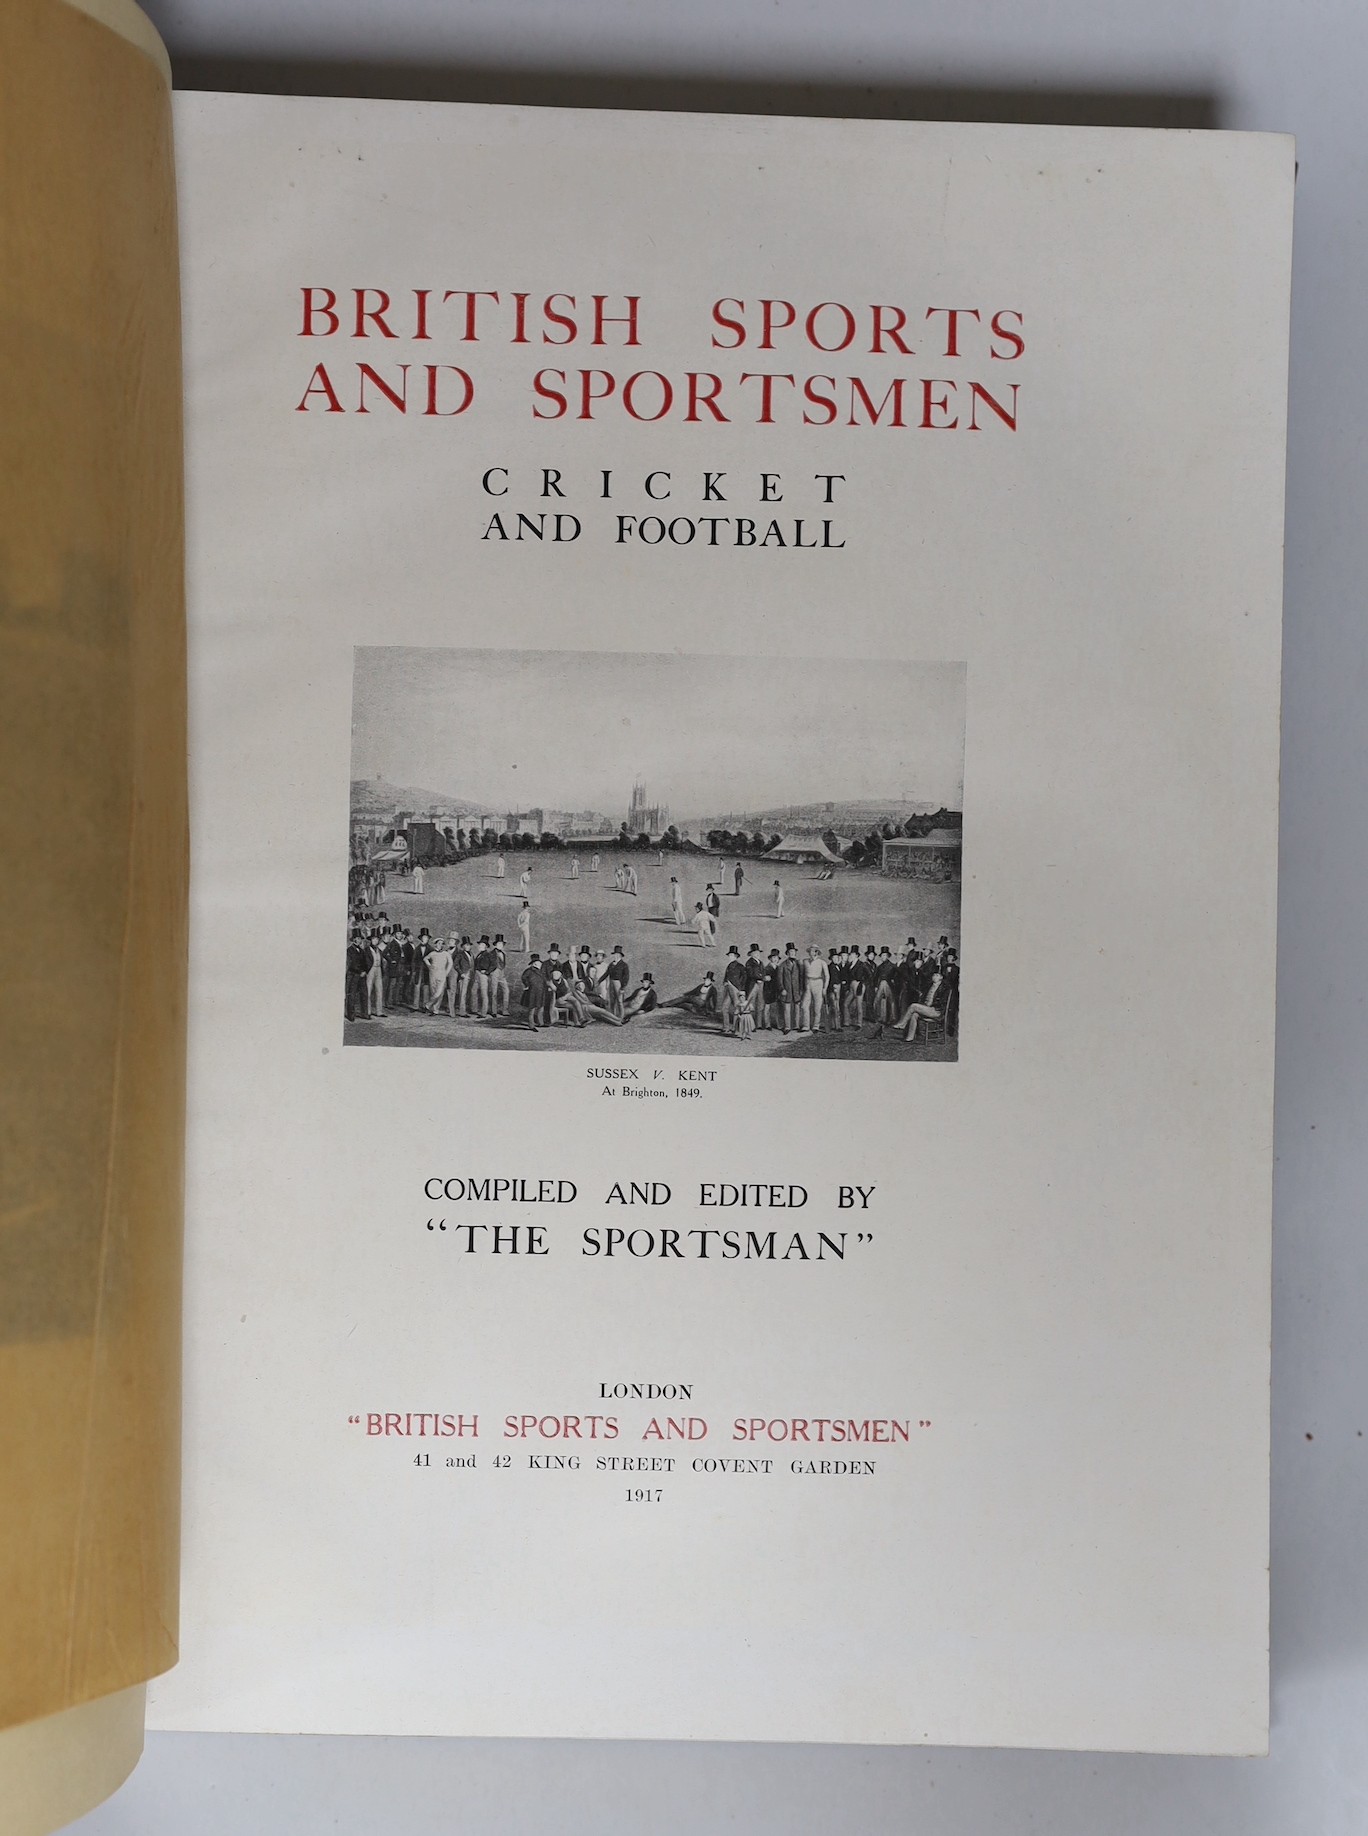 BRITISH SPORTS
AND SPORTSMEN
CRICKET
AND FOOTBALL
SUSSEX V. KENT
At Brighton, 1849.
COMPILED AND EDITED BY
“THE SPORTSMAN”
LONDON
“BRITISH SPORTS AND SPORTSMEN”
41 and 42 KING STREET COVENT GARDEN
1917